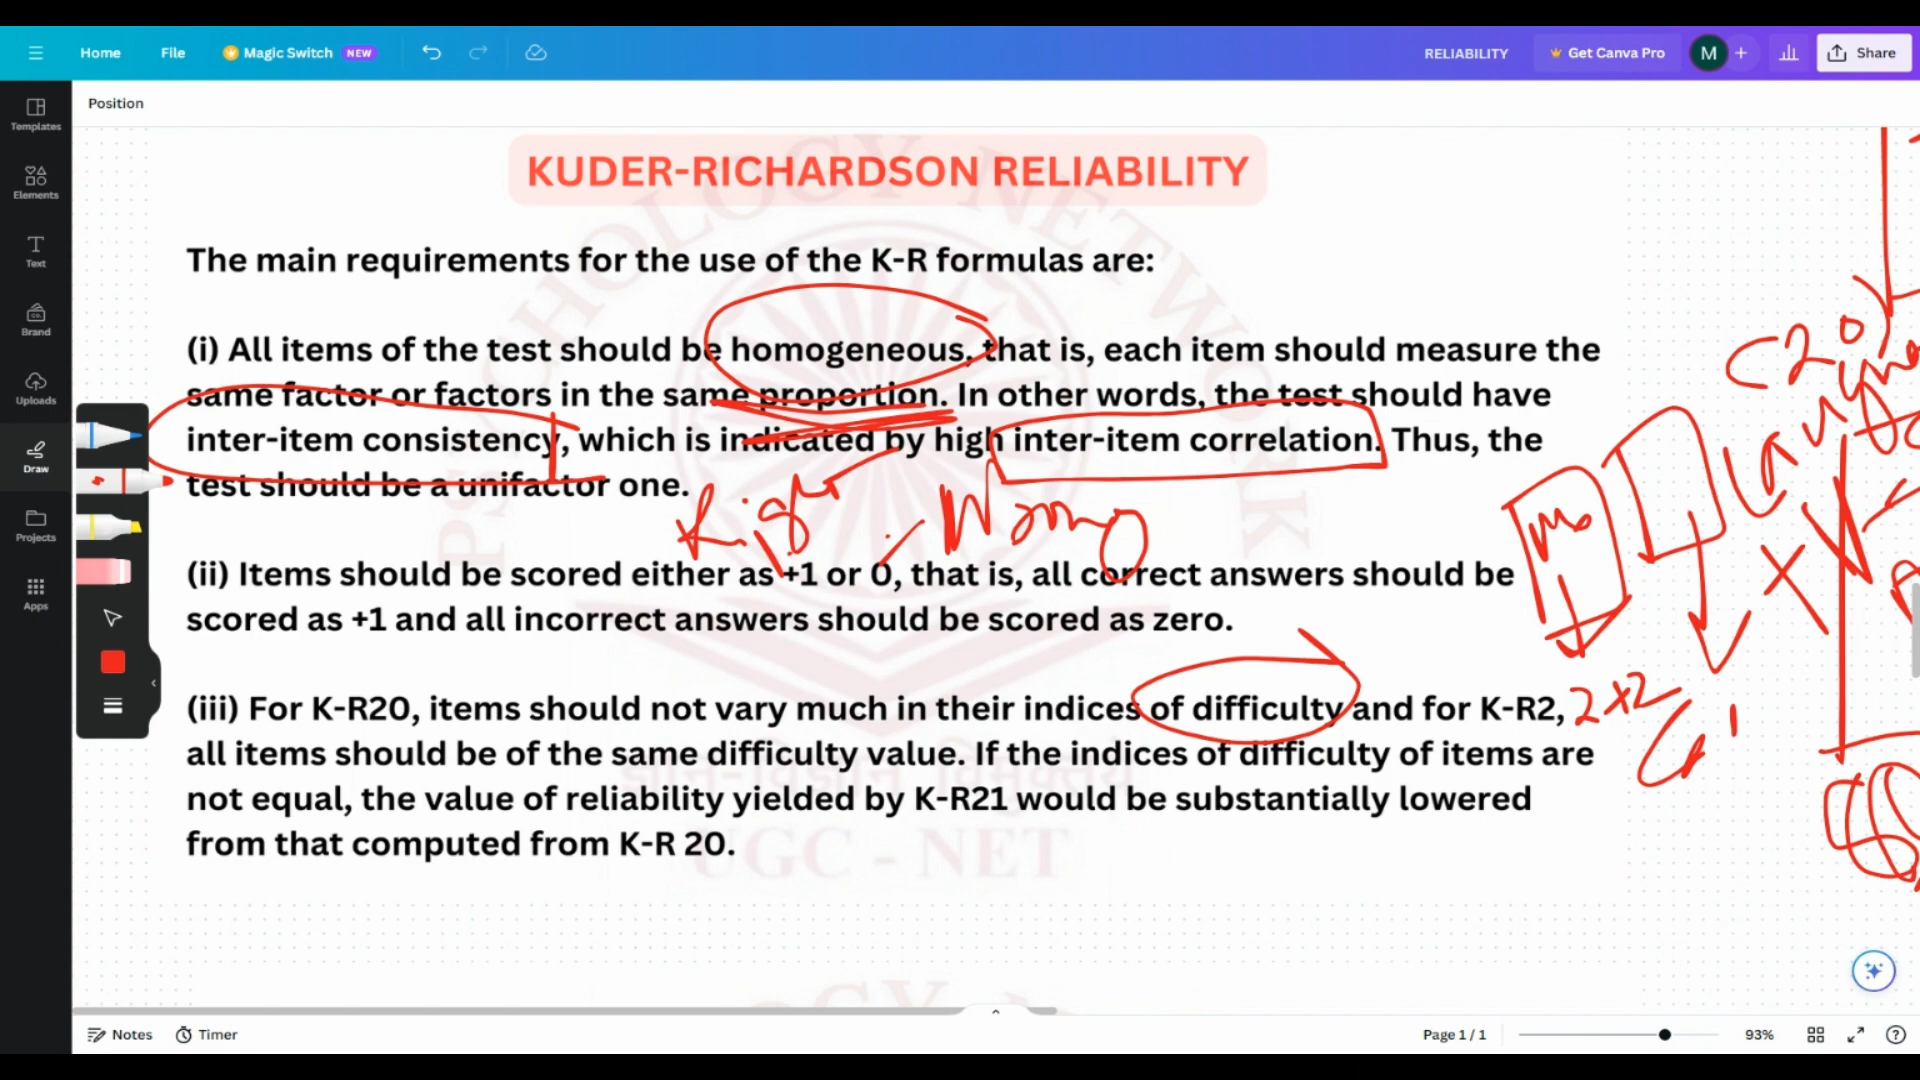 Home File Magic Switch NEW RELIABILITY Get Canva Pro M + Share
Position
Templates
Elements
Text
Brand
Uploads
Draw
Projects
Apps
KUDER-RICHARDSON RELIABILITY
The main requirements for the use of the K-R formulas are:
(i) All items of the test should be homogeneous, that is, each item should measure the
same factor or factors in the same proportion. In other words, the test should have
inter-item consistency, which is indicated by high inter-item correlation. Thus, the
test should be a unifactor one.
Right Wrong
(ii) Items should be scored either as +1 or 0, that is, all correct answers should be
scored as +1 and all incorrect answers should be scored as zero.
(iii) For K-R20, items should not vary much in their indices of difficulty and for K-R2,
2x2
all items should be of the same difficulty value. If the indices of difficulty of items are
not equal, the value of reliability yielded by K-R21 would be substantially lowered
from that computed from K-R 20.
PSYCHOLOGY NETWORK
ज्ञान-विज्ञान विमुक्तये
UGC - NET
Notes Timer Page 1 / 1 93%